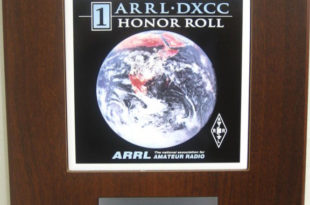 1 ARRL·DXCC
HONOR ROLL
ARRL The national association for
AMATEUR RADIO